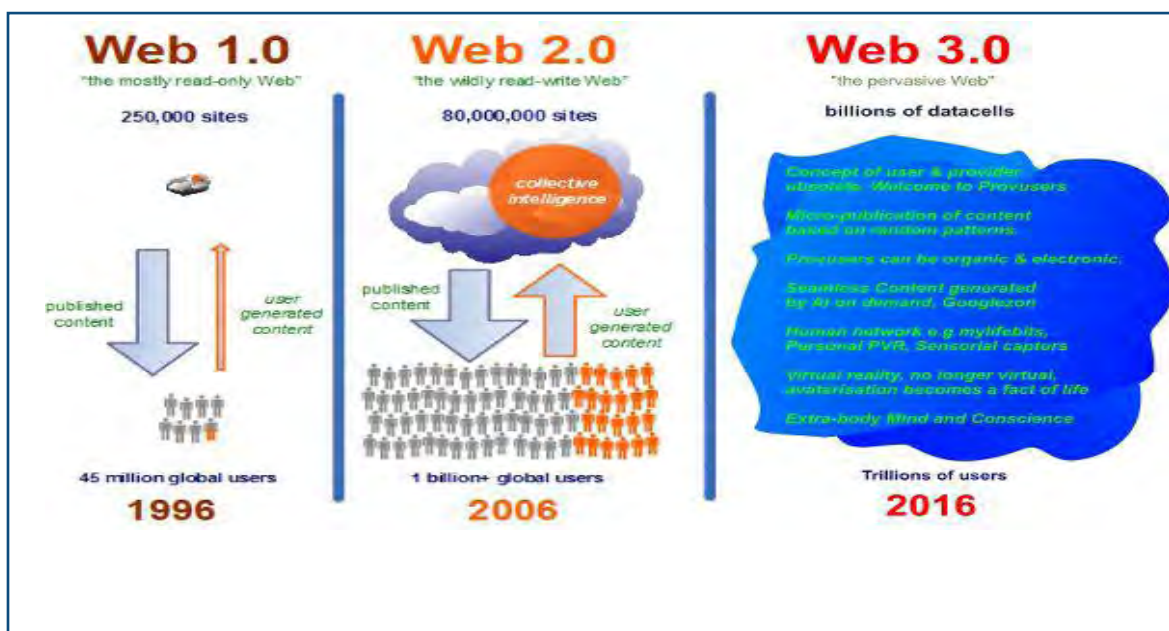 Web 1.0
"the mostly read-only Web"
250,000 sites
published
content
user
generated
content
45 million global users
1996
Web 2.0
"the wildly read-write Web"
80,000,000 sites
collective
intelligence
published
content
user
generated
content
1 billion+ global users
2006
Web 3.0
"the pervasive Web"
billions of datacells
Concept of user & provider
obsolete. Welcome to Provusers
Micro-publication of content
based on random patterns.
Provusers can be organic & electronic,
Seamless Content generated
by AI on demand, Googlezon
Human network e.g mylifebits,
Pursonal PVR, Sensorial captors
Virtual reality, no longer virtual,
avatarisation becomes a fact of life
Extra-body Mind and Conscience
Trillions of users
2016